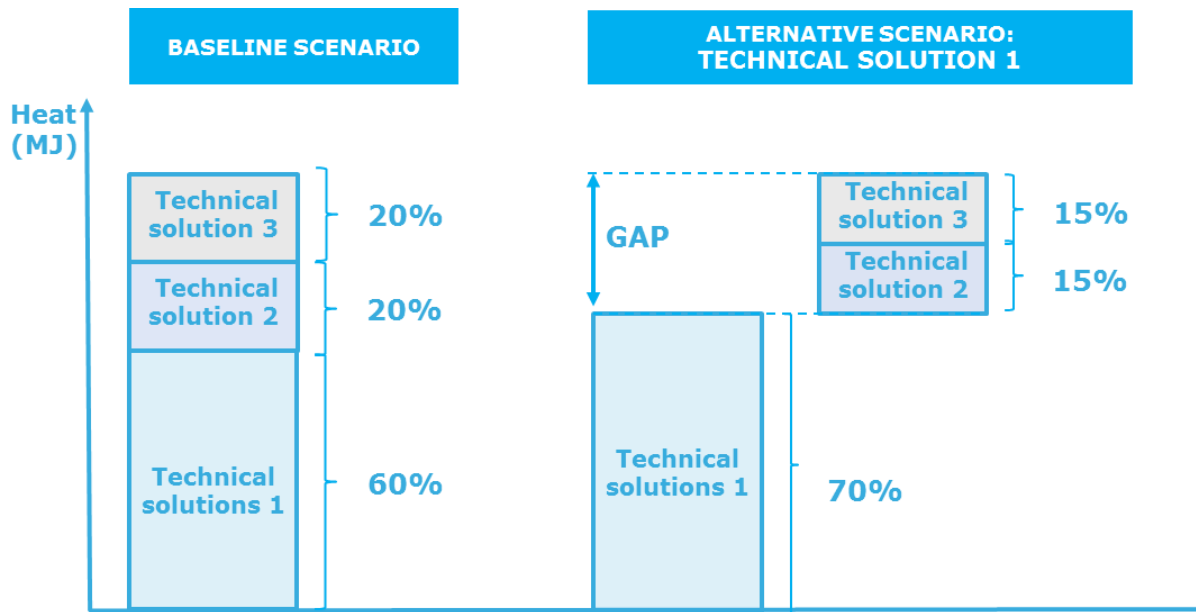 BASELINE SCENARIO
ALTERNATIVE SCENARIO:
TECHNICAL SOLUTION 1
Heat
(MJ)
Technical
solution 3
20%
Technical
solution 2
20%
Technical
solutions 1
60%
GAP
Technical
solution 3
15%
Technical
solution 2
15%
Technical
solutions 1
70%